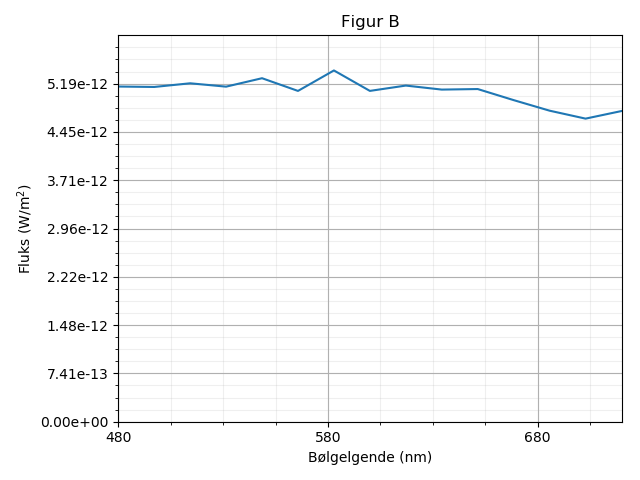 Figur B
Fluks (W/m²)
5.19e-12
4.45e-12
3.71e-12
2.96e-12
2.22e-12
1.48e-12
7.41e-13
0.00e+00
480 580 680
Bølgelgende (nm)